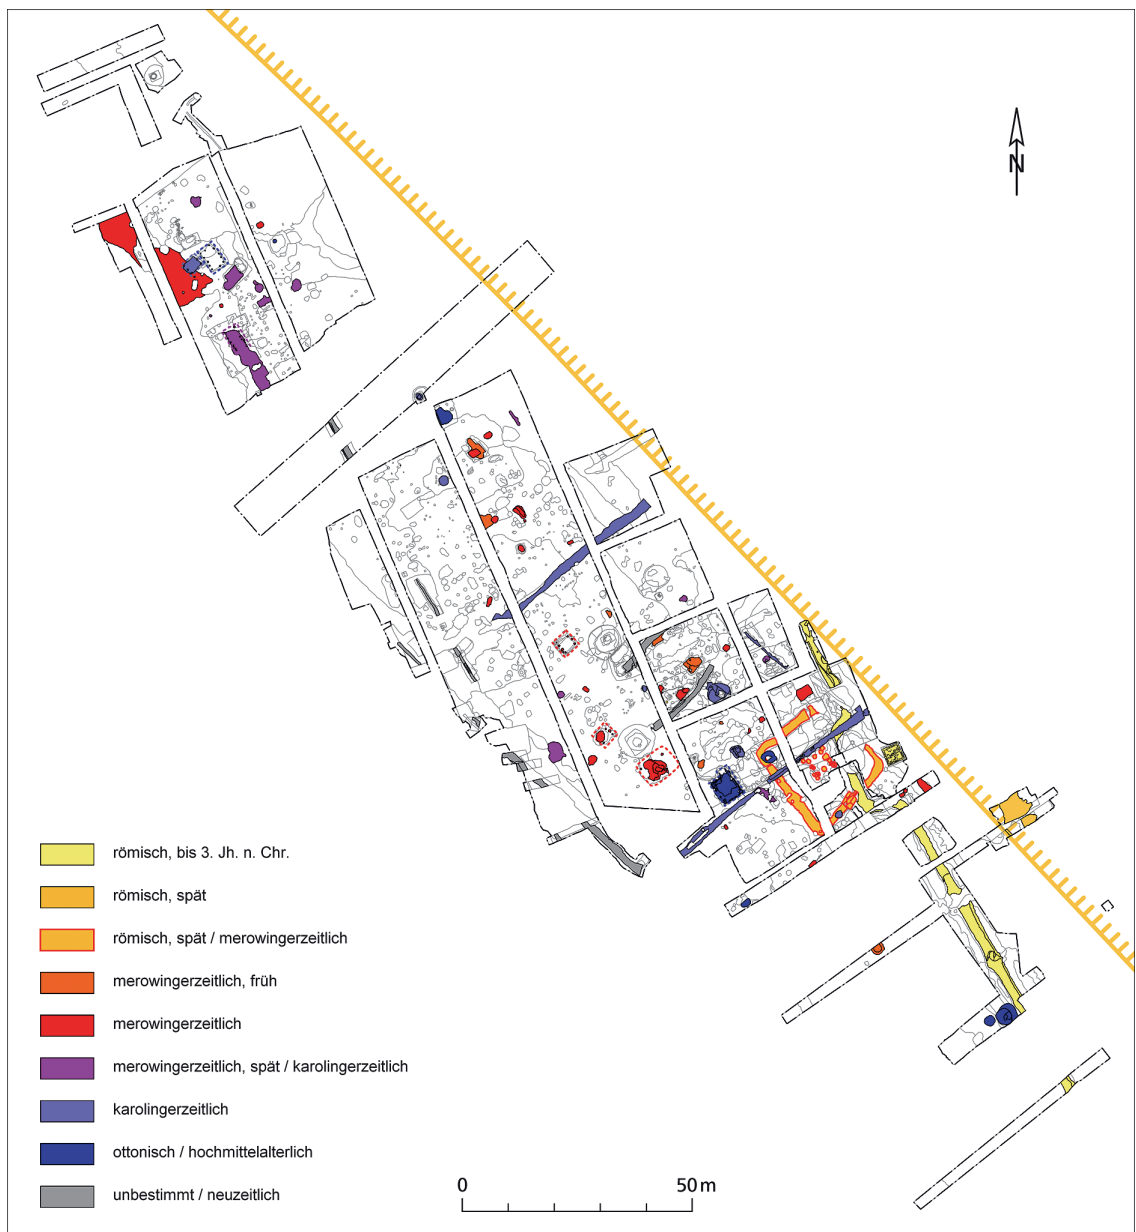 N
römisch, bis 3. Jh. n. Chr.
römisch, spät
römisch, spät / merowingerzeitlich
merowingerzeitlich, früh
merowingerzeitlich
merowingerzeitlich, spät / karolingerzeitlich
karolingerzeitlich
ottonisch / hochmittelalterlich
unbestimmt / neuzeitlich
0 50 m